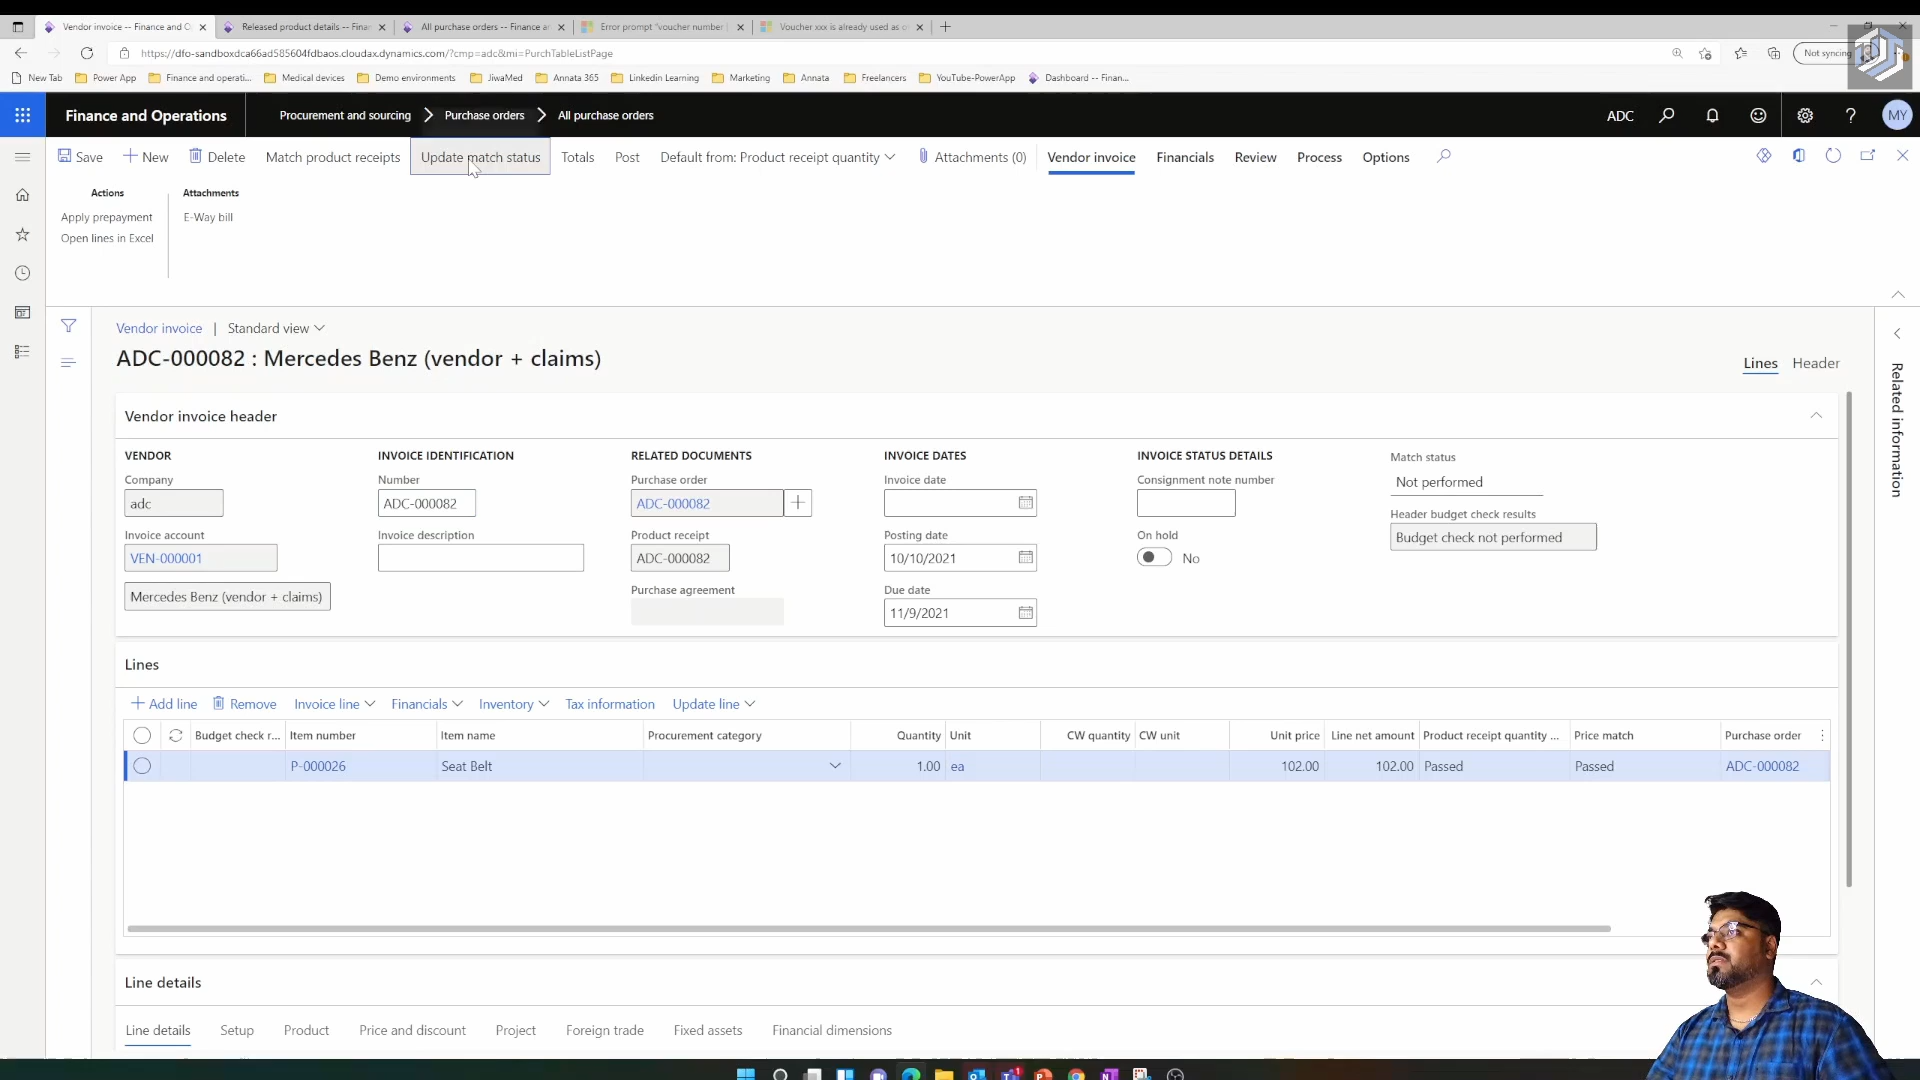 Vendor invoice -- Finance and O
Released product details -- Finan
All purchase orders -- Finance an
Error prompt "voucher number
Voucher xxx is already used as o
https://dfo-sandboxdca66ad585604fdbaos.cloudax.dynamics.com/?cmp=adc&mi=PurchTableListPage
Not syncing
New Tab
Power App
Finance and operati...
Medical devices
Demo environments
JiwaMed
Annata 365
Linkedin Learning
Marketing
Annata
Freelancers
YouTube-PowerApp
Dashboard -- Finan...
Finance and Operations
Procurement and sourcing
Purchase orders
All purchase orders
ADC
MY
Save
New
Delete
Match product receipts
Update match status
Totals
Post
Default from: Product receipt quantity
Attachments (0)
Vendor invoice
Financials
Review
Process
Options
Actions
Attachments
Apply prepayment
E-Way bill
Open lines in Excel
Vendor invoice | Standard view
ADC-000082 : Mercedes Benz (vendor + claims)
Lines
Header
Related information
Vendor invoice header
VENDOR
Company
adc
Invoice account
VEN-000001
Mercedes Benz (vendor + claims)
INVOICE IDENTIFICATION
Number
ADC-000082
Invoice description
RELATED DOCUMENTS
Purchase order
ADC-000082
Product receipt
ADC-000082
Purchase agreement
INVOICE DATES
Invoice date
Posting date
10/10/2021
Due date
11/9/2021
INVOICE STATUS DETAILS
Consignment note number
On hold
No
Match status
Not performed
Header budget check results
Budget check not performed
Lines
Add line
Remove
Invoice line
Financials
Inventory
Tax information
Update line
Budget check r...
Item number
Item name
Procurement category
Quantity
Unit
CW quantity
CW unit
Unit price
Line net amount
Product receipt quantity ...
Price match
Purchase order
P-000026
Seat Belt
1.00
ea
102.00
102.00
Passed
Passed
ADC-000082
Line details
Line details
Setup
Product
Price and discount
Project
Foreign trade
Fixed assets
Financial dimensions